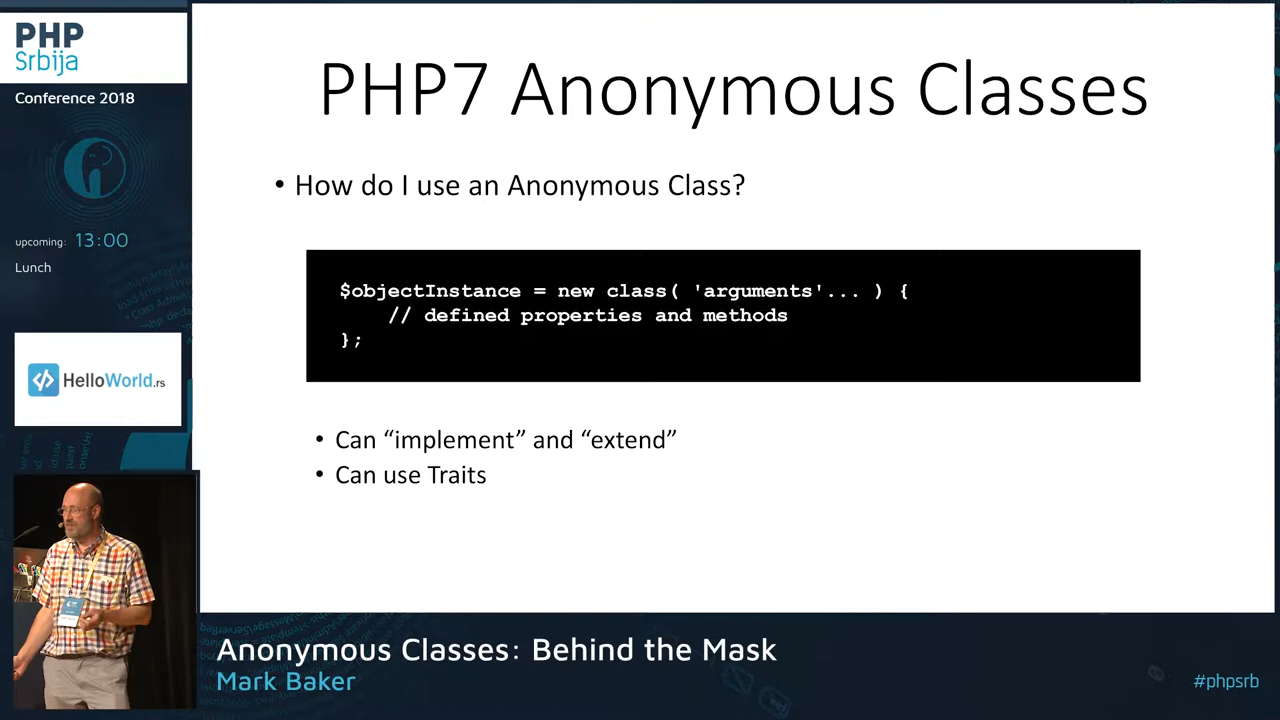 PHP
Srbija
Conference 2018
upcoming: 13:00
Lunch
HelloWorld.rs
PHP7 Anonymous Classes
• How do I use an Anonymous Class?
$objectInstance = new class( 'arguments'... ) {
// defined properties and methods
};
• Can “implement” and “extend”
• Can use Traits
Anonymous Classes: Behind the Mask
Mark Baker
#phpsrb